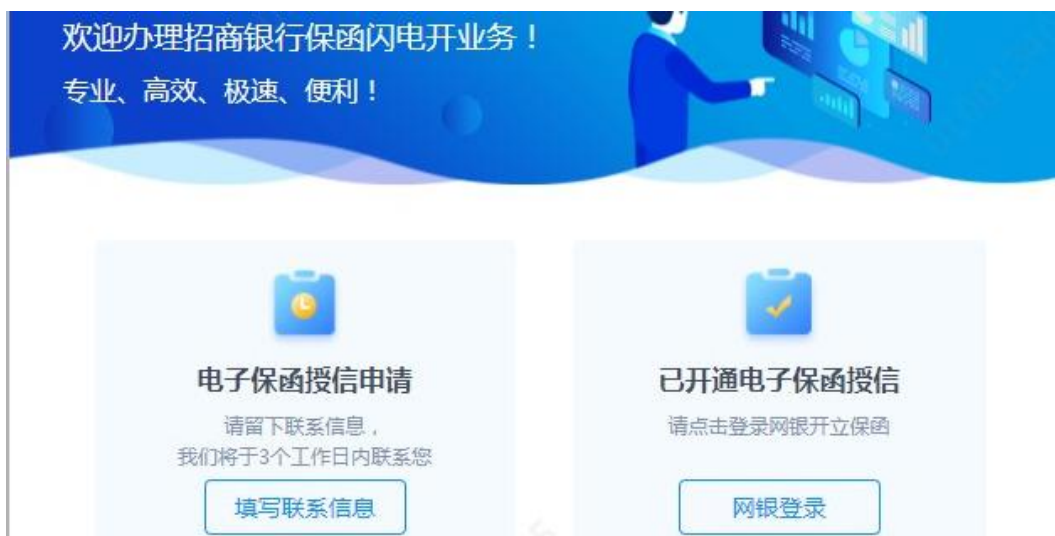 欢迎办理招商银行保函闪电开业务！
专业、高效、极速、便利！
电子保函授信申请
请留下联系信息，
我们将于3个工作日内联系您
填写联系信息
已开通电子保函授信
请点击登录网银开立保函
网银登录